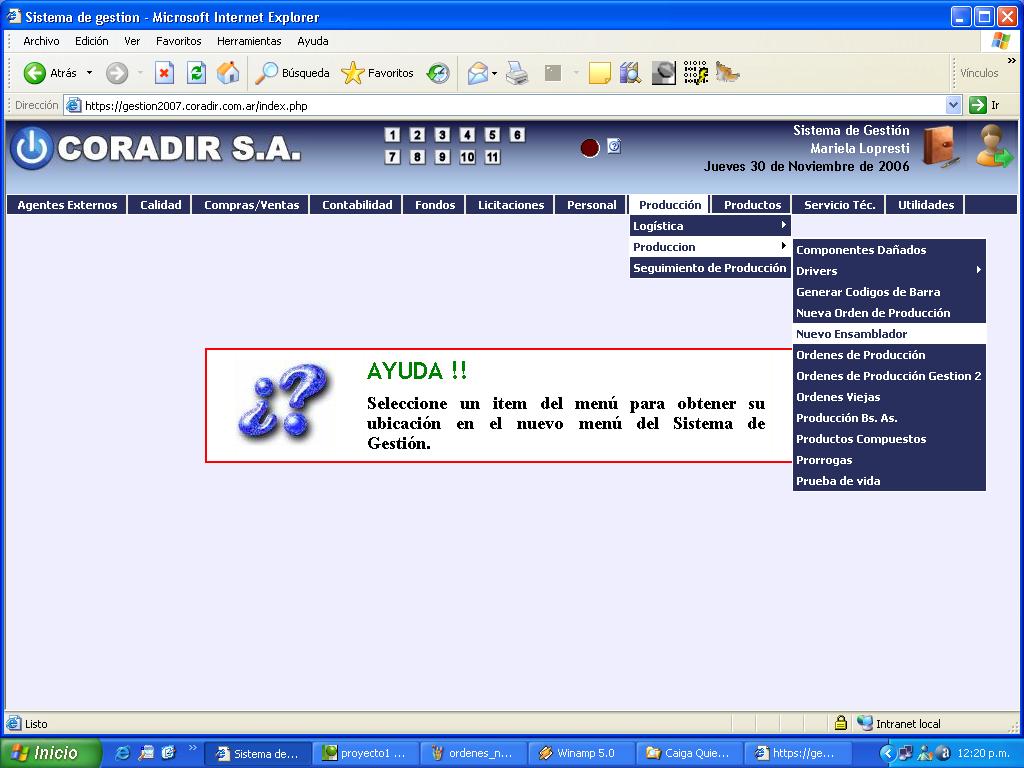 Sistema de gestion - Microsoft Internet Explorer
Archivo Edición Ver Favoritos Herramientas Ayuda
Atrás Búsqueda Favoritos Vínculos »
Dirección https://gestion2007.coradir.com.ar/index.php Ir
CORADIR S.A.
1 2 3 4 5 6
7 8 9 10 11
Sistema de Gestión
Mariela Lopresti
Jueves 30 de Noviembre de 2006
Agentes Externos Calidad Compras/Ventas Contabilidad Fondos Licitaciones Personal Producción Productos Servicio Téc. Utilidades
Logística
Produccion
Seguimiento de Producción
Componentes Dañados
Drivers
Generar Codigos de Barra
Nueva Orden de Producción
Nuevo Ensamblador
Ordenes de Producción
Ordenes de Producción Gestion 2
Ordenes Viejas
Producción Bs. As.
Productos Compuestos
Prorrogas
Prueba de vida
¿?
AYUDA !!
Seleccione un item del menú para obtener su
ubicación en el nuevo menú del Sistema de
Gestión.
Listo Intranet local
Inicio » Sistema de... proyecto1 ... ordenes_n... Winamp 5.0 Caiga Quie... https://ge... 12:20 p.m.